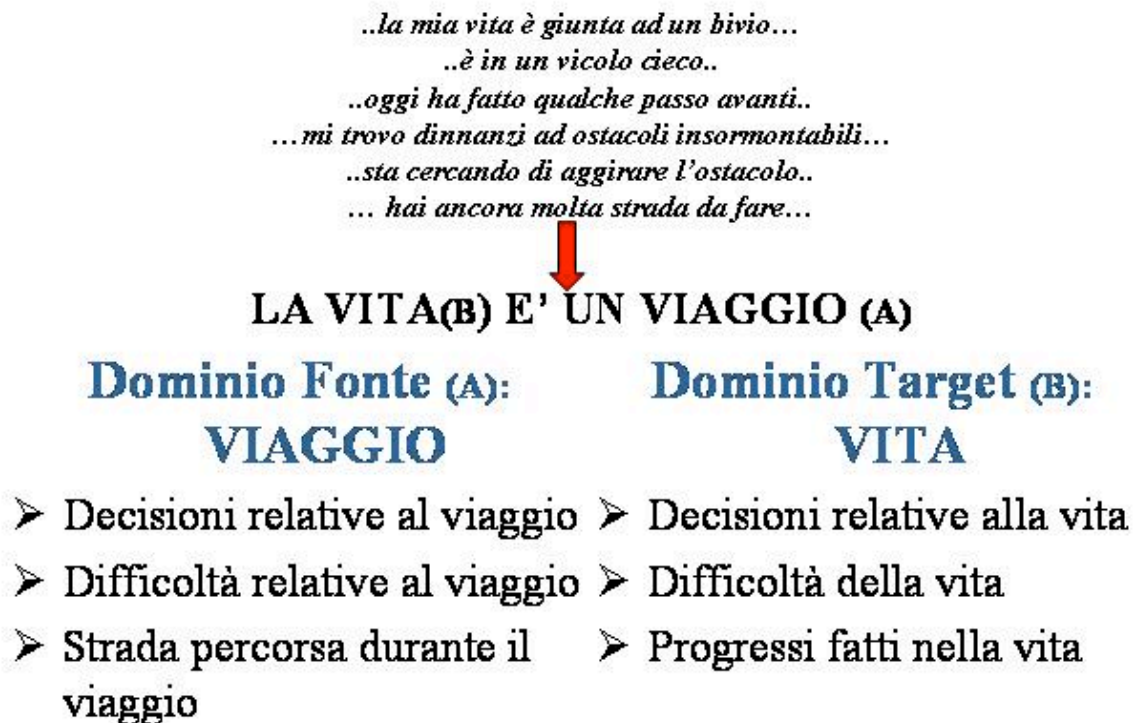 ..la mia vita è giunta ad un bivio…
..è in un vicolo cieco..
..oggi ha fatto qualche passo avanti..
…mi trovo dinnanzi ad ostacoli insormontabili…
..sta cercando di aggirare l'ostacolo..
… hai ancora molta strada da fare…
LA VITA(B) E' UN VIAGGIO (A)
Dominio Fonte (A):
VIAGGIO
➢ Decisioni relative al viaggio
➢ Difficoltà relative al viaggio
➢ Strada percorsa durante il
viaggio
Dominio Target (B):
VITA
➢ Decisioni relative alla vita
➢ Difficoltà della vita
➢ Progressi fatti nella vita